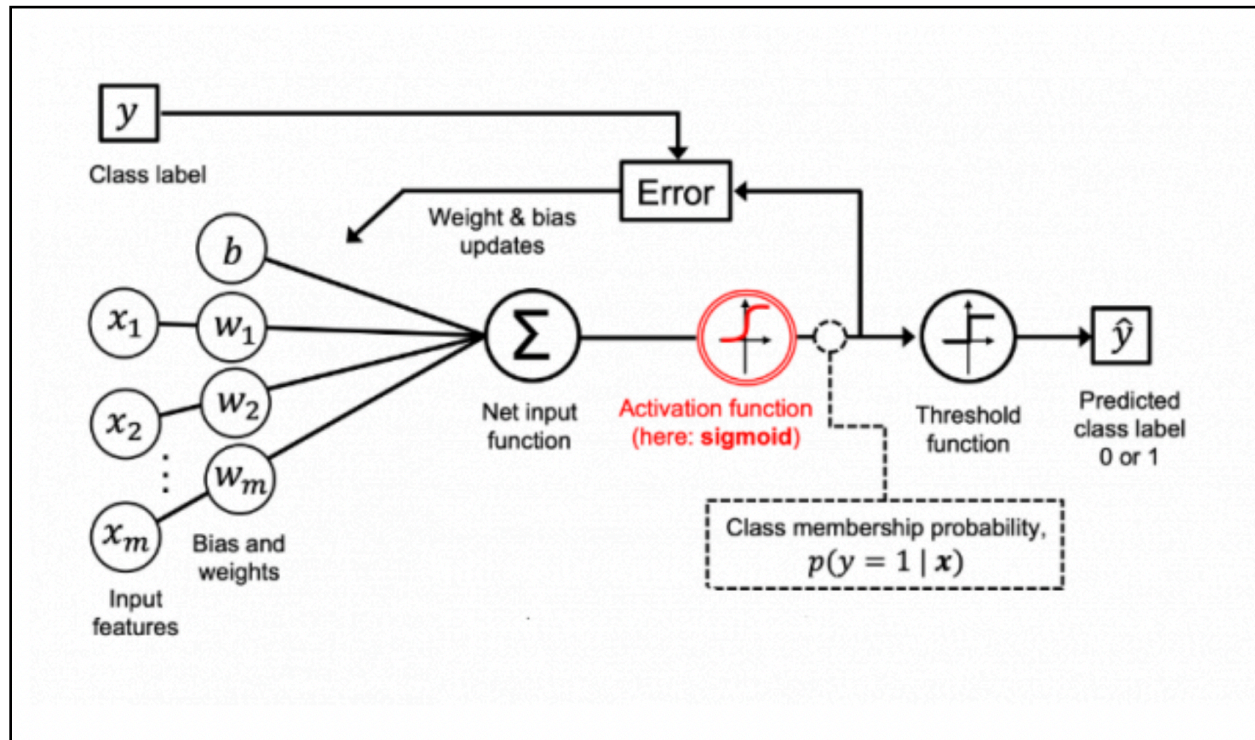 y
Class label
Error
Weight & bias
updates
b
x₁
w₁
x₂
w₂
⋮
xₘ
wₘ
Bias and
weights
Input
features
Σ
Net input
function
Activation function
(here: sigmoid)
Threshold
function
ŷ
Predicted
class label
0 or 1
Class membership probability,
p(y = 1 | x)